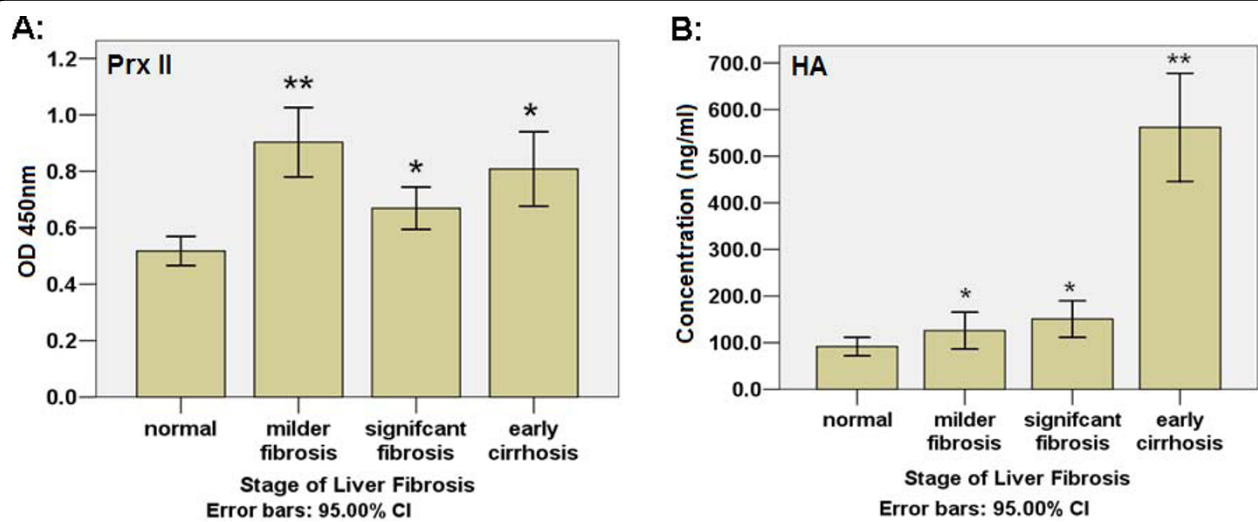 A:
Prx II
**
*
*
1.2
1.0
0.8
0.6
0.4
0.2
0.0
OD 450nm
normal
milder
fibrosis
signifcant
fibrosis
early
cirrhosis
Stage of Liver Fibrosis
Error bars: 95.00% CI
B:
HA
**
*
*
700.0
600.0
500.0
400.0
300.0
200.0
100.0
0.0
Concentration (ng/ml)
normal
milder
fibrosis
signifcant
fibrosis
early
cirrhosis
Stage of Liver Fibrosis
Error bars: 95.00% CI